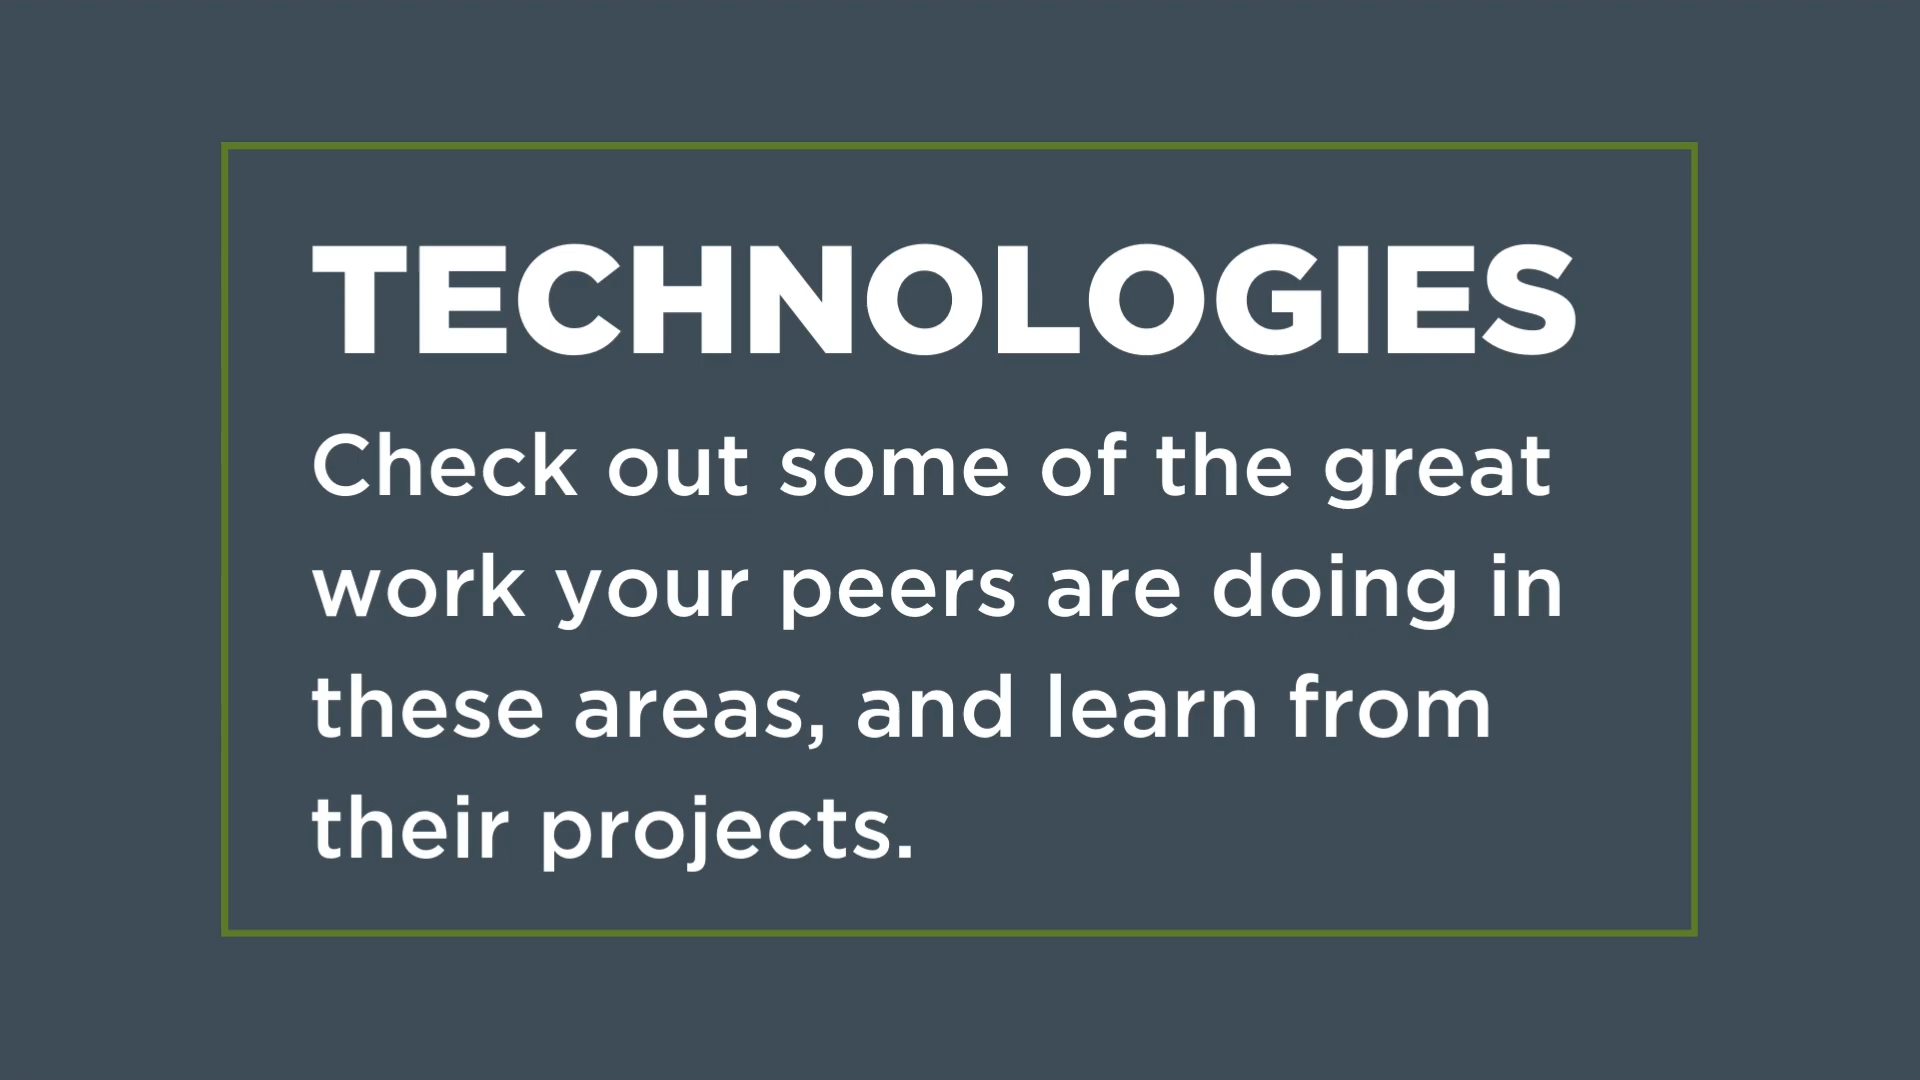 TECHNOLOGIES
Check out some of the great
work your peers are doing in
these areas, and learn from
their projects.